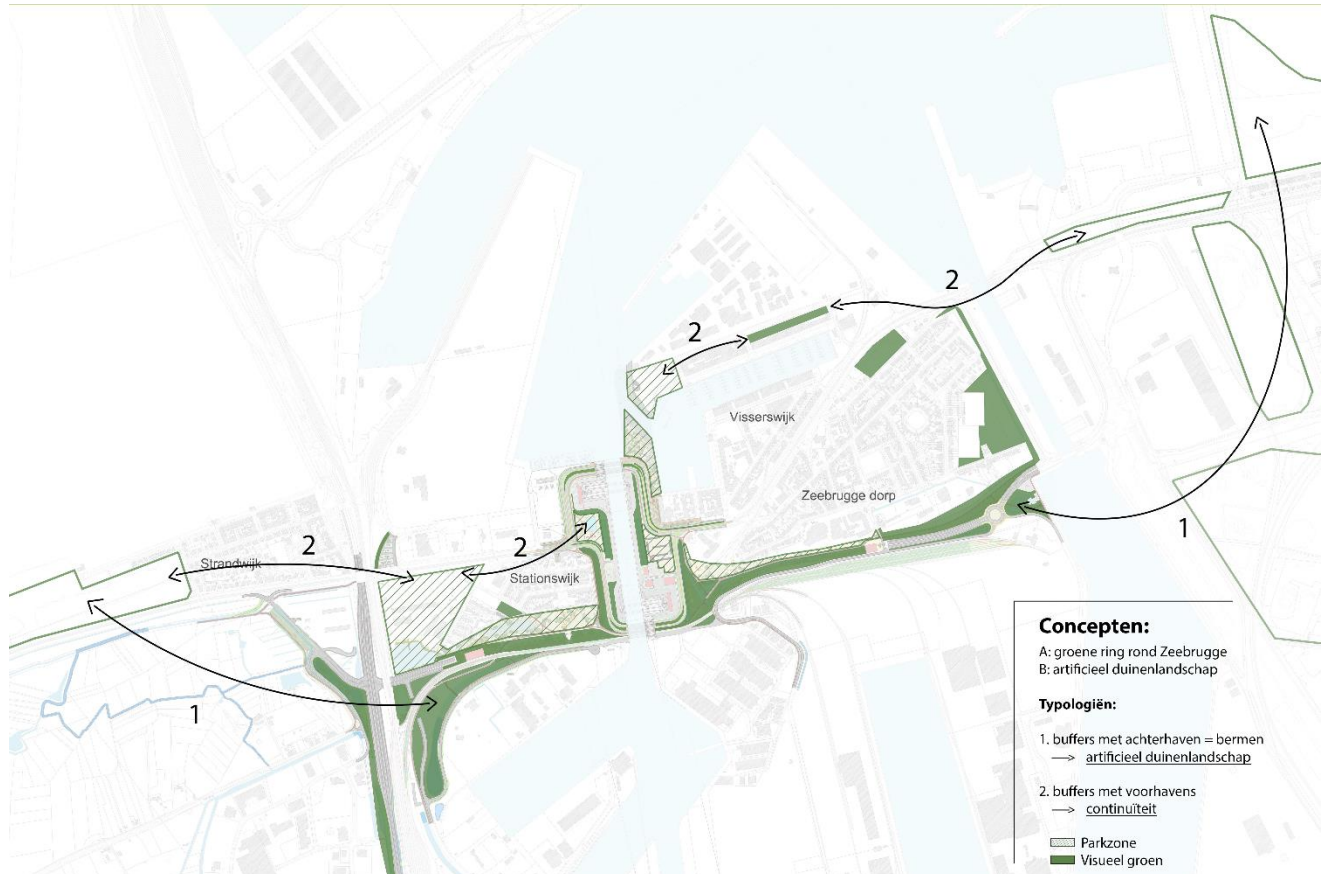 2
2
Visserswijk
Zeebrugge dorp
1
Strandwijk
2
2
Stationswijk
1
Concepten:
A: groene ring rond Zeebrugge
B: artificieel duinenlandschap
Typologiën:
1. buffers met achterhaven = bermen
artificieel duinenlandschap
2. buffers met voorhavens
continuïteit
Parkzone
Visueel groen